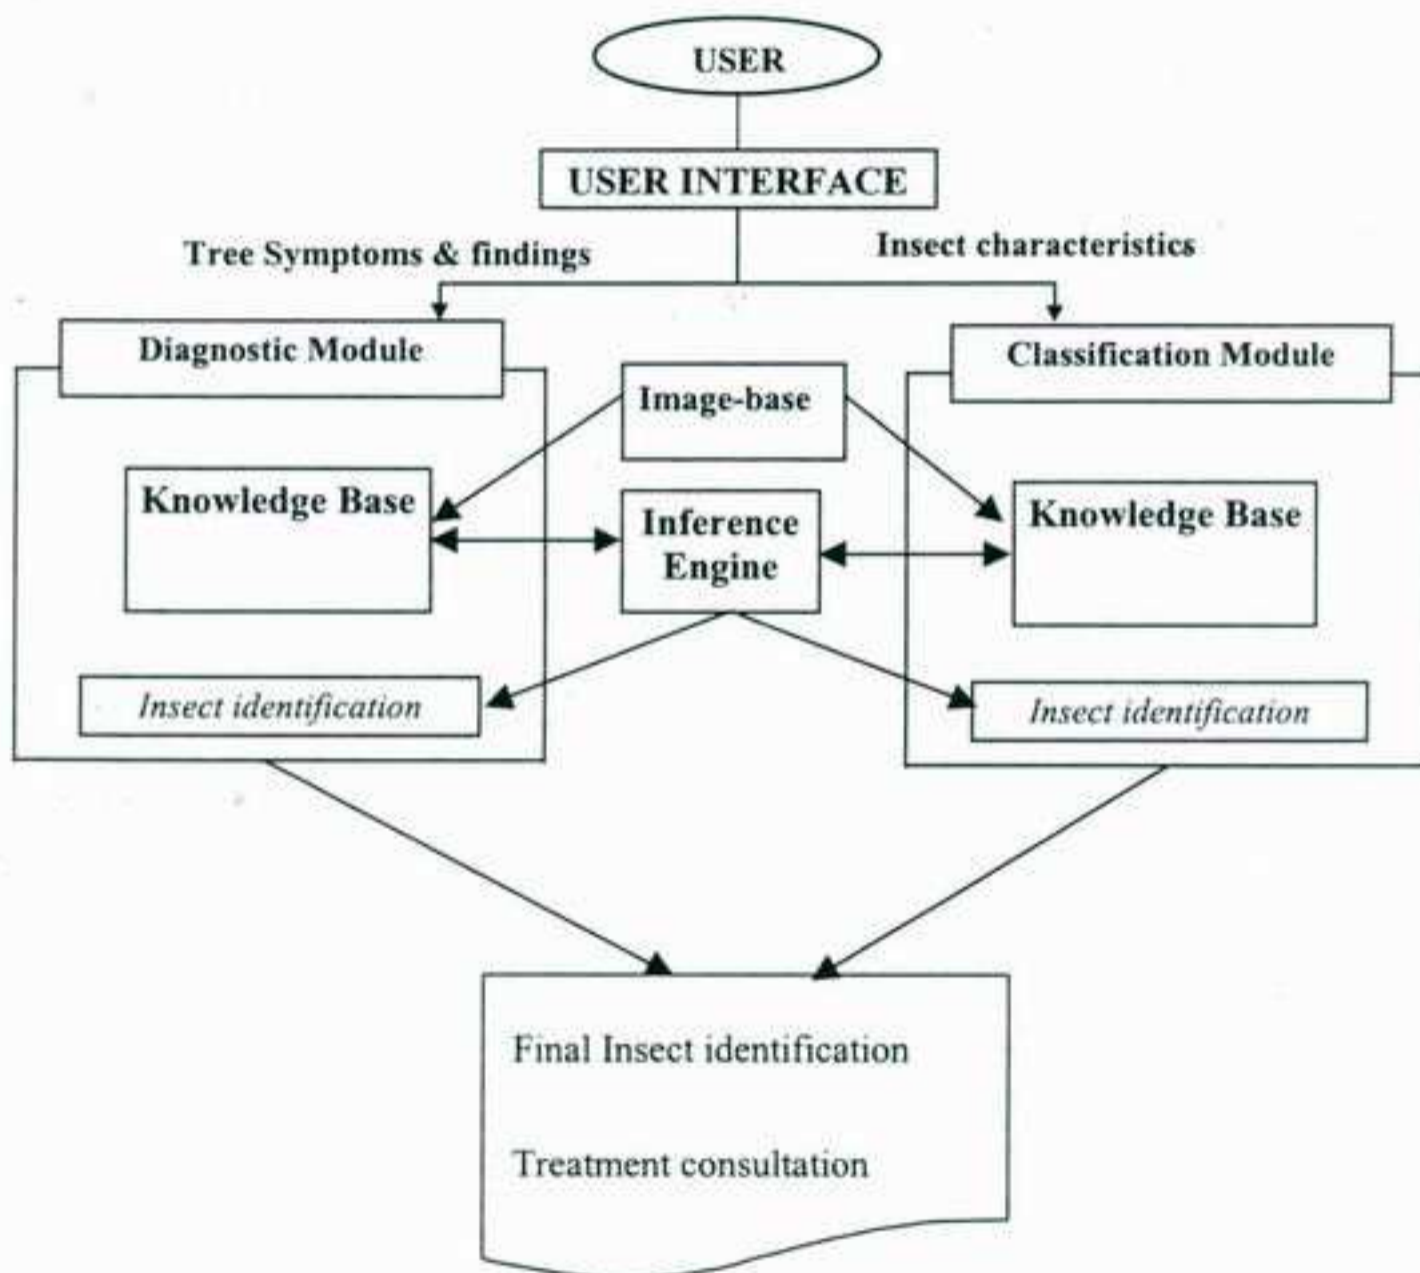 USER
USER INTERFACE
Tree Symptoms & findings
Insect characteristics
Diagnostic Module
Classification Module
Image-base
Knowledge Base
Inference
Engine
Knowledge Base
Insect identification
Insect identification
Final Insect identification
Treatment consultation